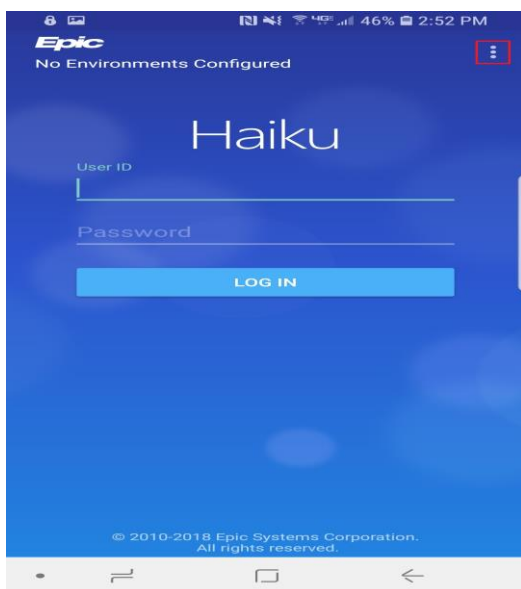 46% 2:52 PM
Epic
No Environments Configured
Haiku
User ID
Password
LOG IN
© 2010-2018 Epic Systems Corporation.
All rights reserved.